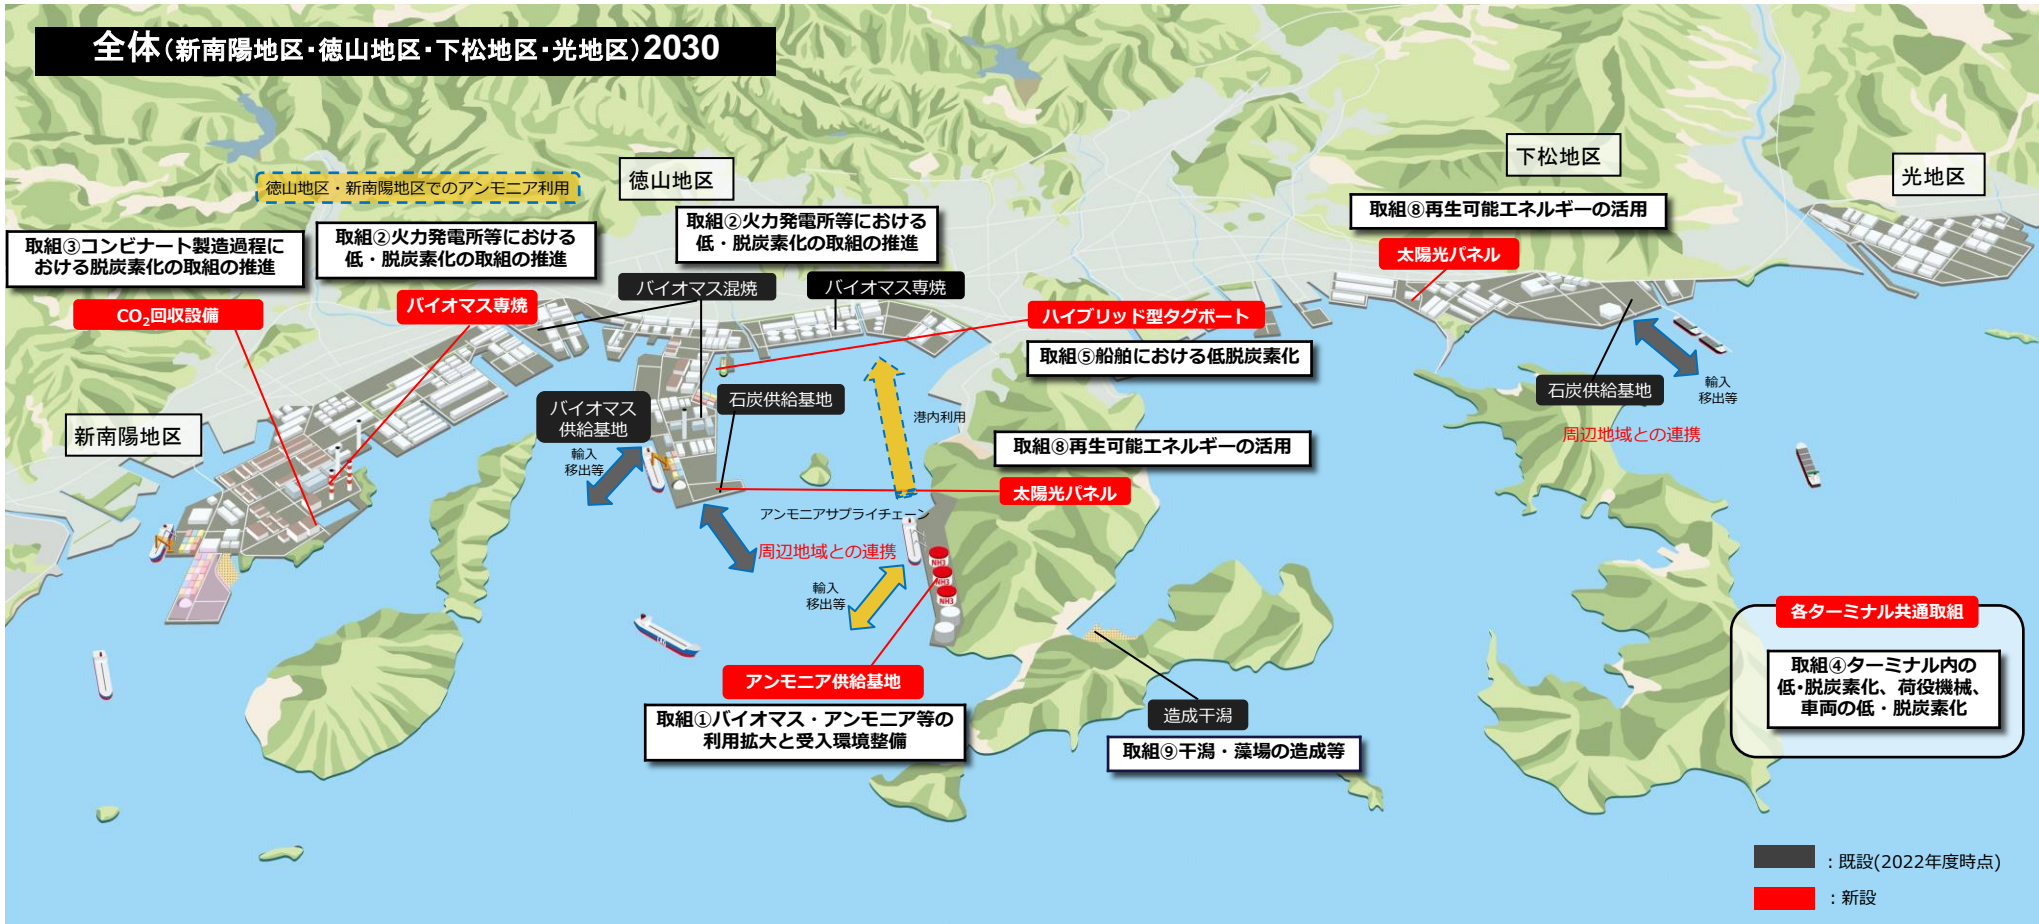 全体(新南陽地区・徳山地区・下松地区・光地区)2030
徳山地区・新南陽地区でのアンモニア利用
徳山地区
下松地区
光地区
新南陽地区
取組③コンビナート製造過程に
おける脱炭素化の取組の推進
CO₂回収設備
取組②火力発電所等における
低・脱炭素化の取組の推進
バイオマス専焼
取組②火力発電所等における
低・脱炭素化の取組の推進
バイオマス混焼
バイオマス専焼
ハイブリッド型タグボート
取組⑤船舶における低脱炭素化
取組⑧再生可能エネルギーの活用
太陽光パネル
石炭供給基地
輸入
移出等
周辺地域との連携
バイオマス
供給基地
輸入
移出等
石炭供給基地
港内利用
取組⑧再生可能エネルギーの活用
太陽光パネル
アンモニアサプライチェーン
周辺地域との連携
輸入
移出等
NH3
NH3
NH3
アンモニア供給基地
取組①バイオマス・アンモニア等の
利用拡大と受入環境整備
造成干潟
取組⑨干潟・藻場の造成等
各ターミナル共通取組
取組④ターミナル内の
低・脱炭素化、荷役機械、
車両の低・脱炭素化
：既設(2022年度時点)
：新設